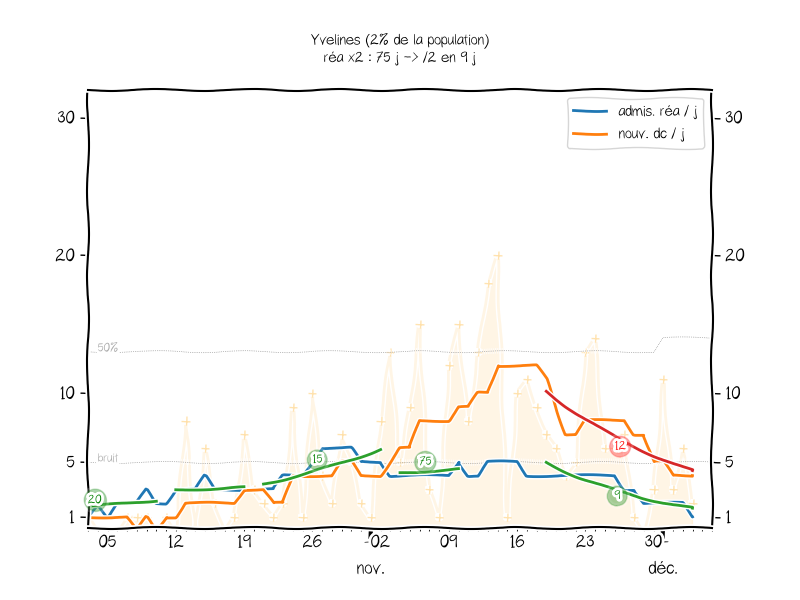 Yvelines (2% de la population)
réa x2 : 75 j -> /2 en 9 j
admis. réa / j
nouv. dc / j
30
30
20
20
50%
10
10
bruit
5
5
15
75
12
20
9
1
1
05 12 19 26 02 09 16 23 30
nov. déc.